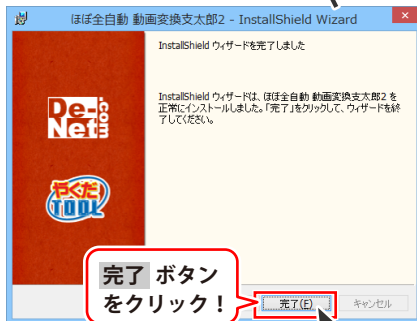 ほぼ全自動 動画変換支太郎2 - InstallShield Wizard
InstallShield ウィザードを完了しました
InstallShield ウィザードは、ほぼ全自動 動画変換支太郎2 を
正常にインストールしました。「完了」をクリックして、ウィザードを終
了してください。
De-
Net
.com
やくだち
TOOL
完了 ボタン
をクリック！
完了(F)
キャンセル